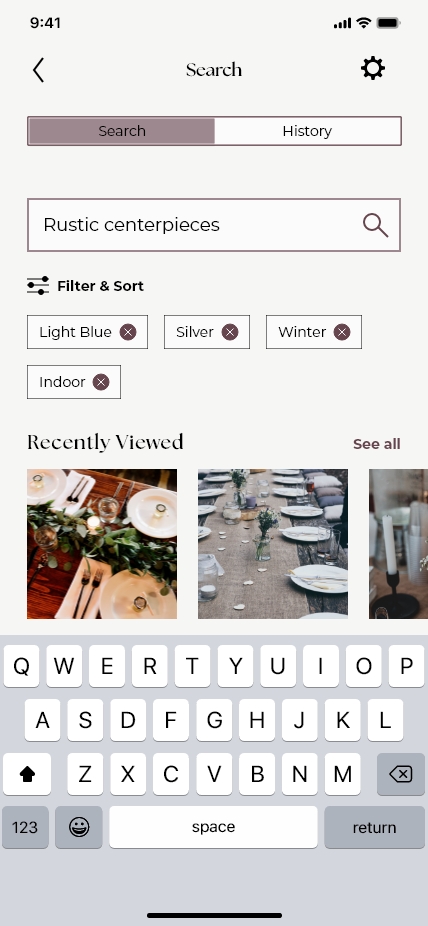 9:41
Search
Search History
Rustic centerpieces
Filter & Sort
Light Blue Silver Winter
Indoor
Recently Viewed See all
Q W E R T Y U I O P
A S D F G H J K L
Z X C V B N M
123 space return